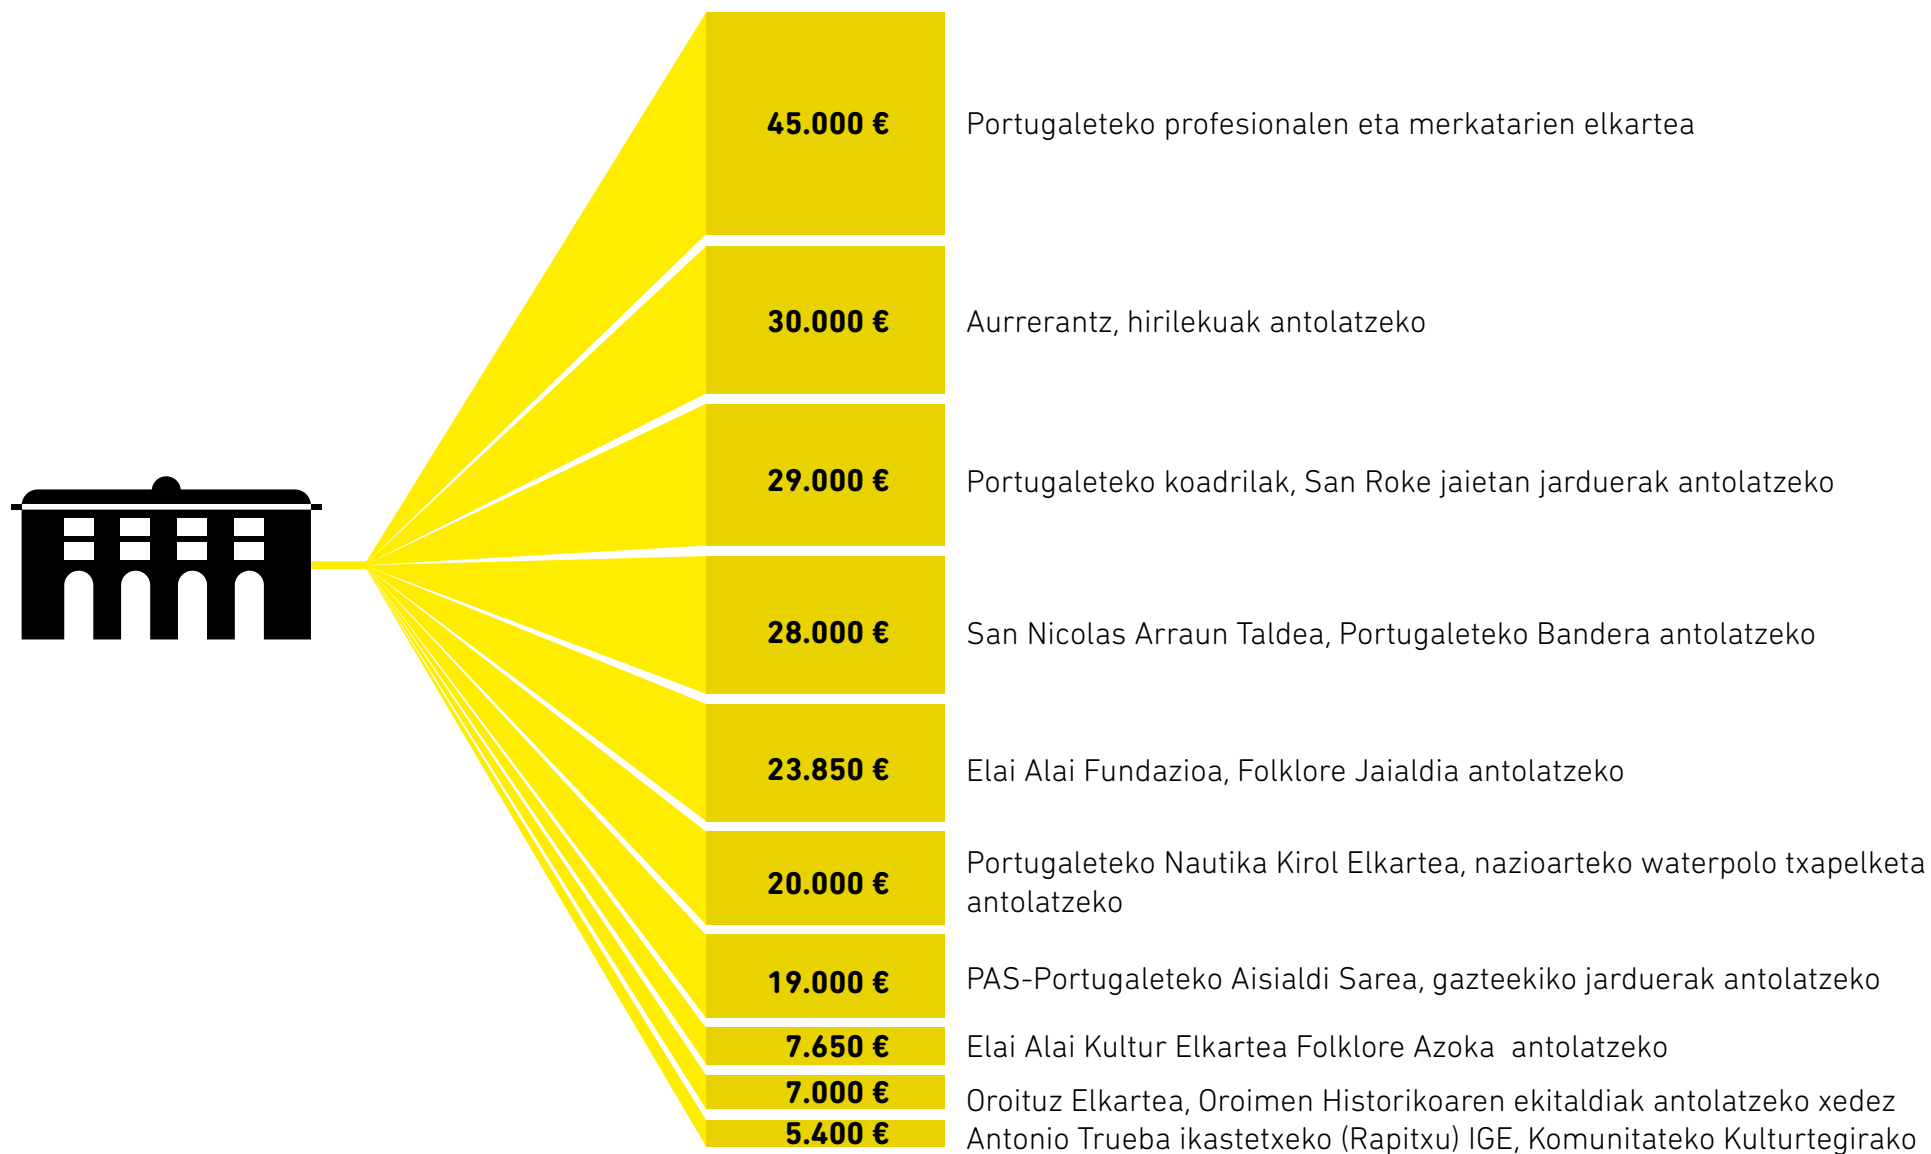 45.000 € Portugaleteko profesionalen eta merkatarien elkartea
30.000 € Aurrerantz, hirilekuak antolatzeko
29.000 € Portugaleteko koadrilak, San Roke jaietan jarduerak antolatzeko
28.000 € San Nicolas Arraun Taldea, Portugaleteko Bandera antolatzeko
23.850 € Elai Alai Fundazioa, Folklore Jaialdia antolatzeko
20.000 € Portugaleteko Nautika Kirol Elkartea, nazioarteko waterpolo txapelketa
antolatzeko
19.000 € PAS-Portugaleteko Aisialdi Sarea, gazteekiko jarduerak antolatzeko
7.650 € Elai Alai Kultur Elkartea Folklore Azoka antolatzeko
7.000 € Oroituz Elkartea, Oroimen Historikoaren ekitaldiak antolatzeko xedez
5.400 € Antonio Trueba ikastetxeko (Rapitxu) IGE, Komunitateko Kulturtegirako